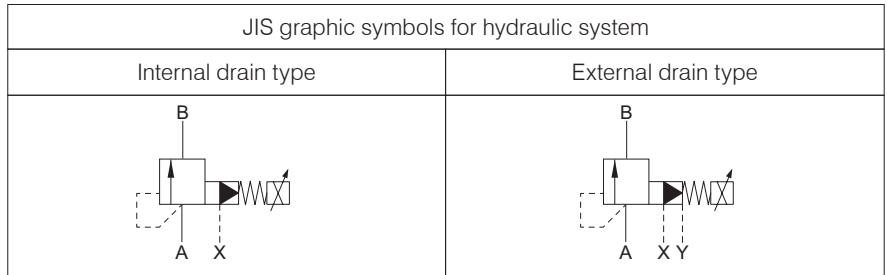 JIS graphic symbols for hydraulic system
Internal drain type
External drain type
B
A X
B
A X Y